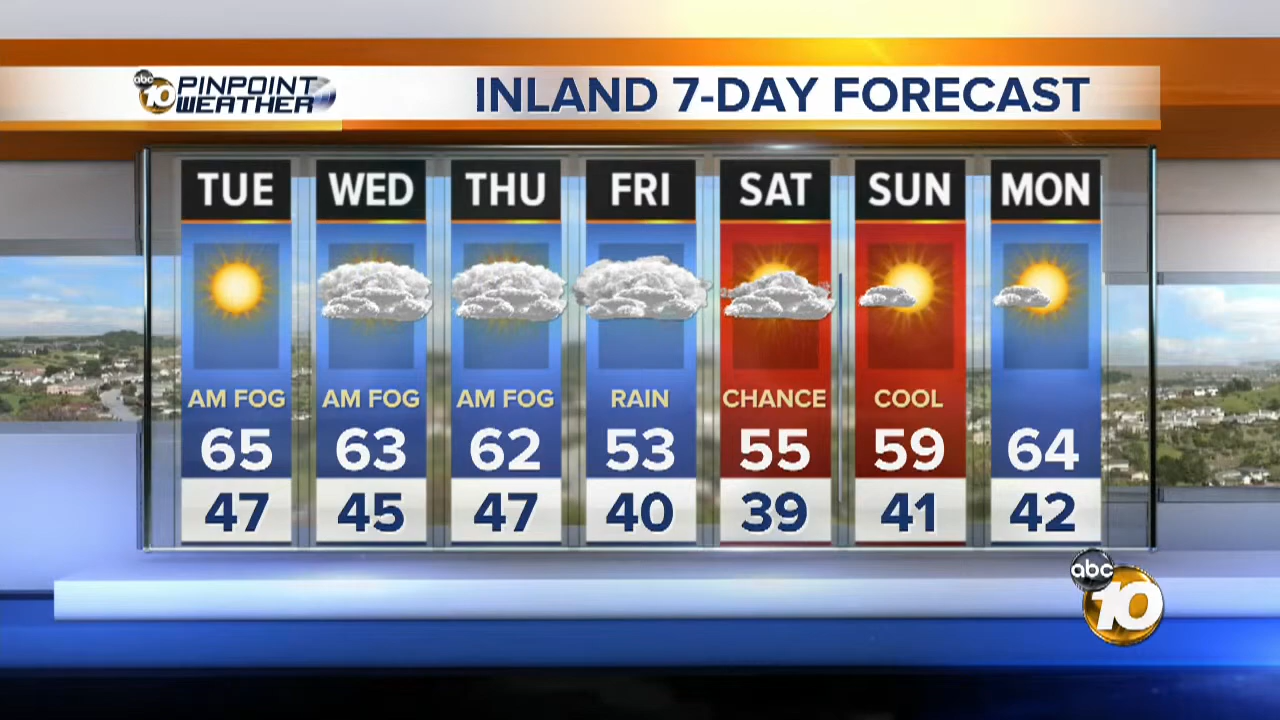 abc
10 PINPOINT
WEATHER
INLAND 7-DAY FORECAST
TUE WED THU FRI SAT SUN MON
AM FOG AM FOG AM FOG RAIN CHANCE COOL
65 63 62 53 55 59 64
47 45 47 40 39 41 42
abc
10